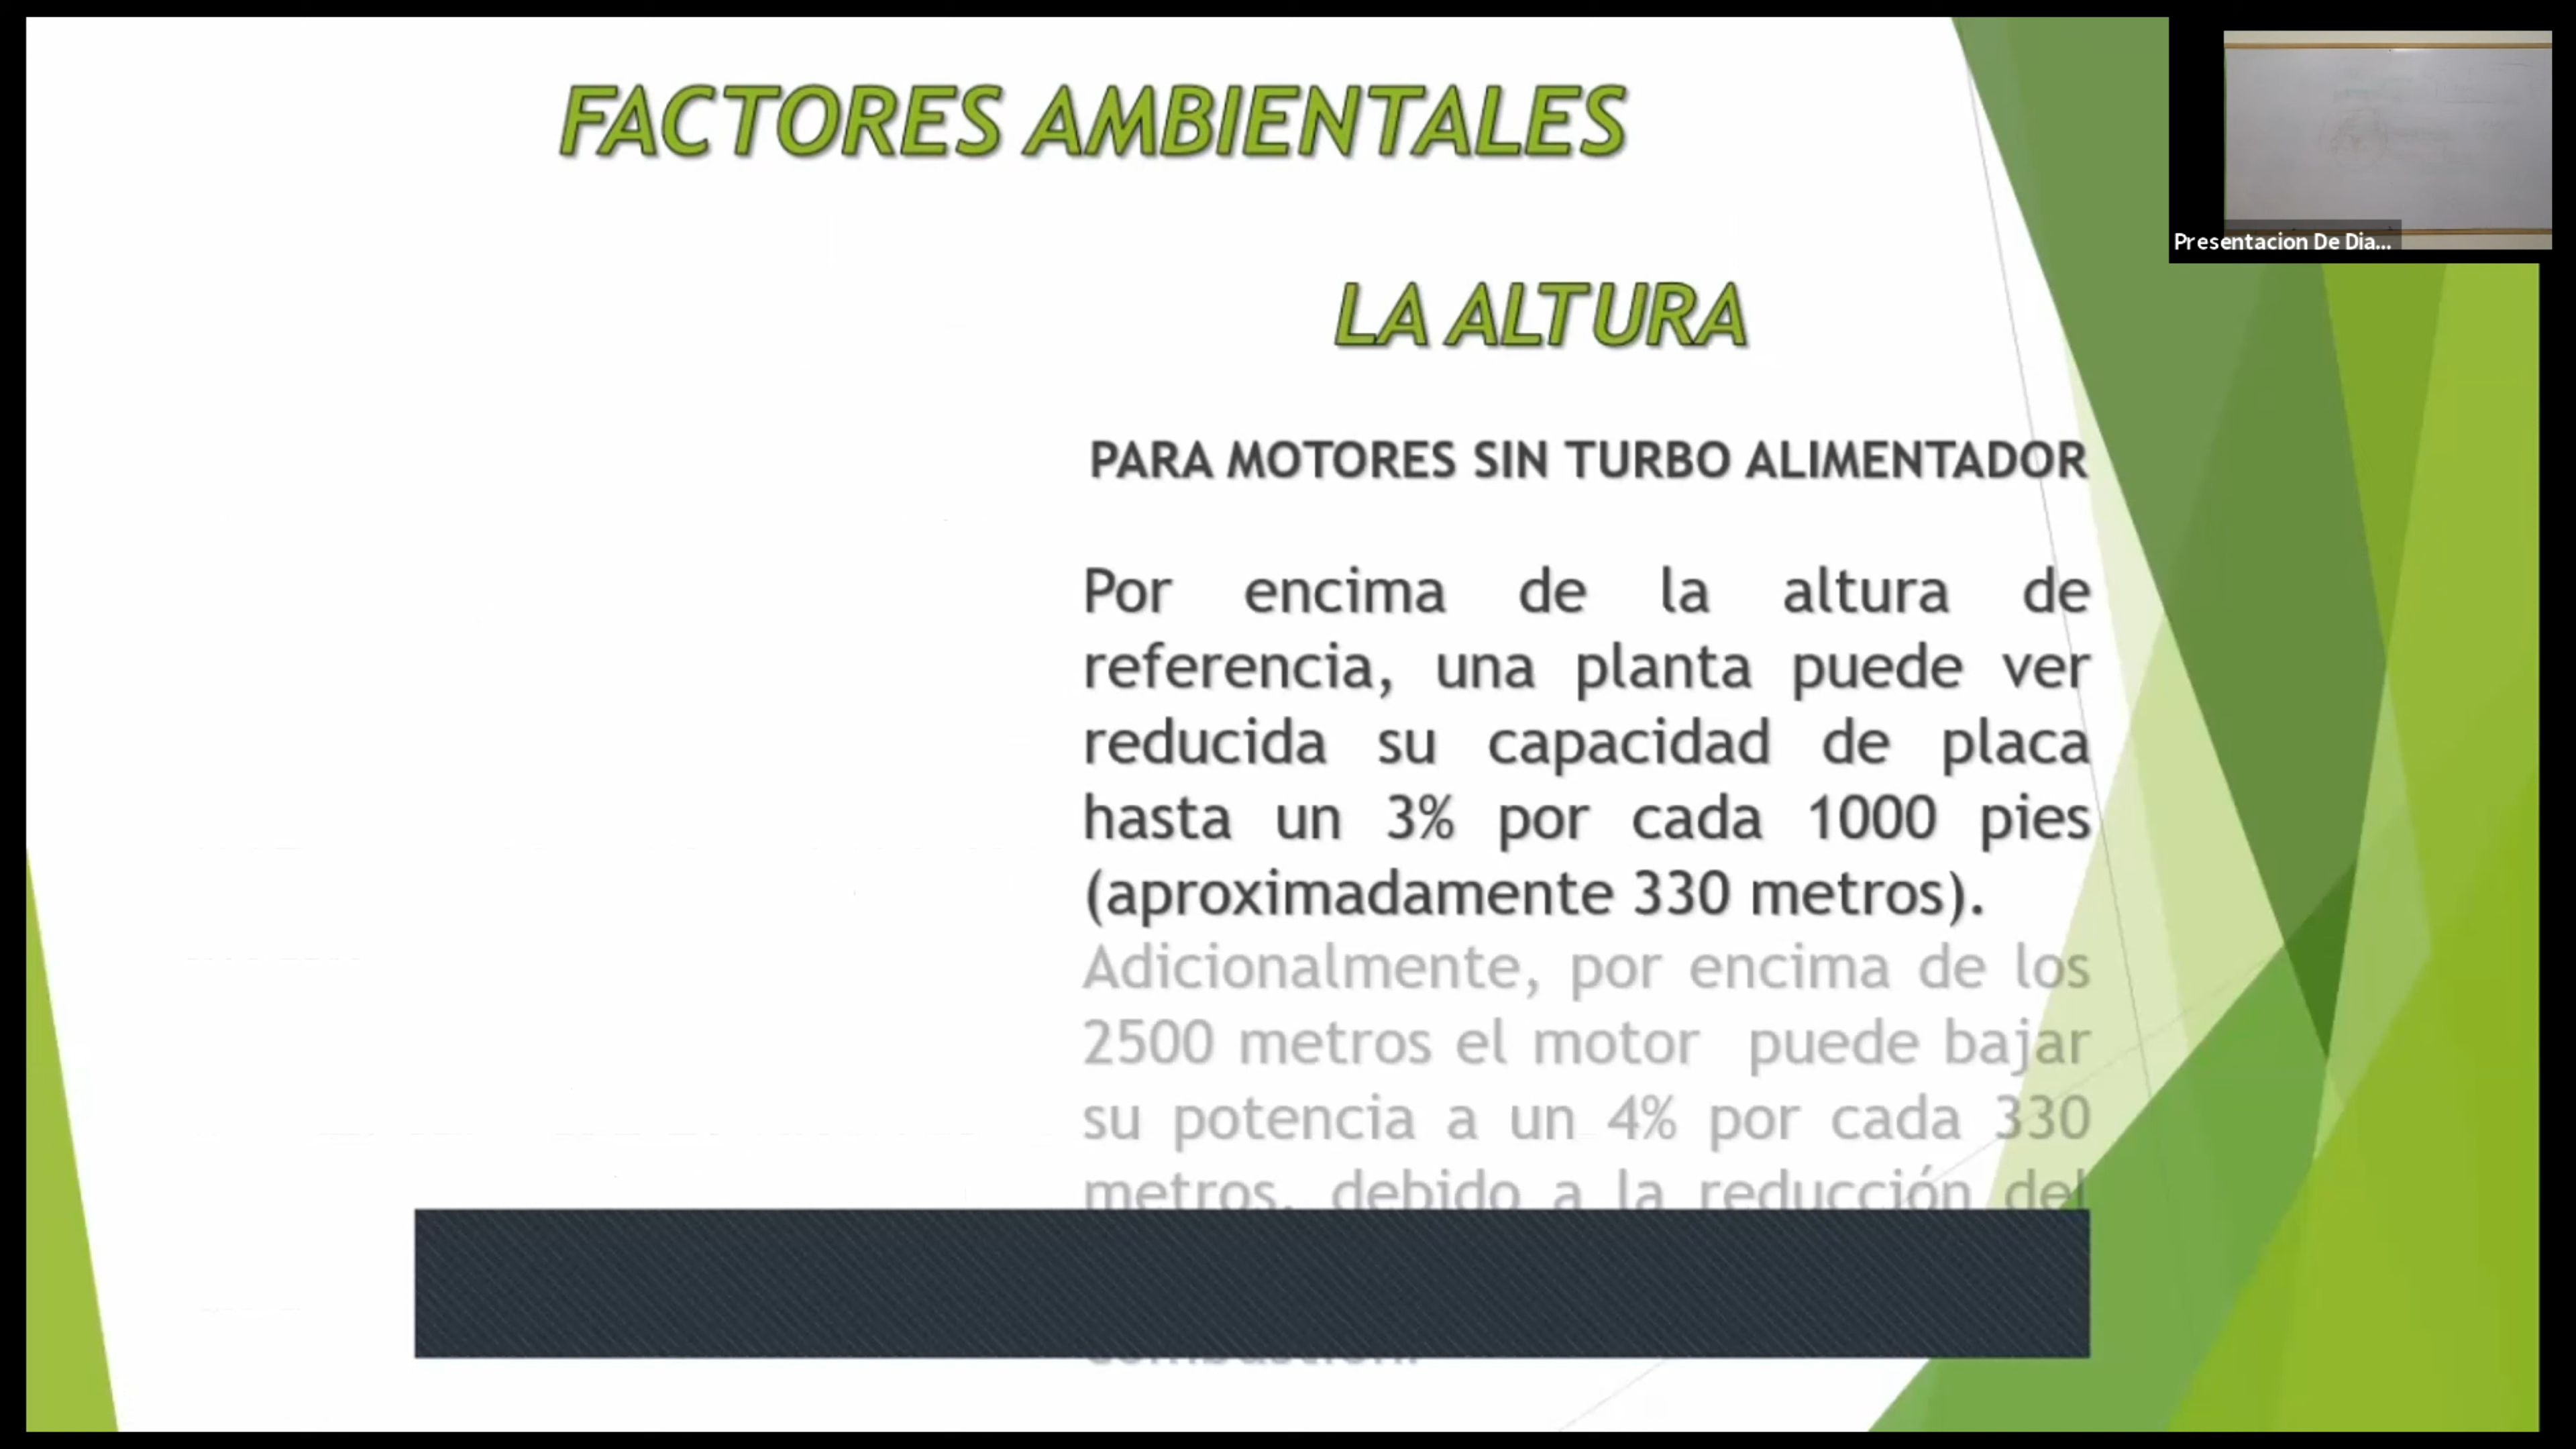 FACTORES AMBIENTALES
Presentacion De Dia...
LA ALTURA
PARA MOTORES SIN TURBO ALIMENTADOR
Por encima de la altura de
referencia, una planta puede ver
reducida su capacidad de placa
hasta un 3% por cada 1000 pies
(aproximadamente 330 metros).
Adicionalmente, por encima de los
2500 metros el motor puede bajar
su potencia a un 4% por cada 330
metros, debido a la reducción del